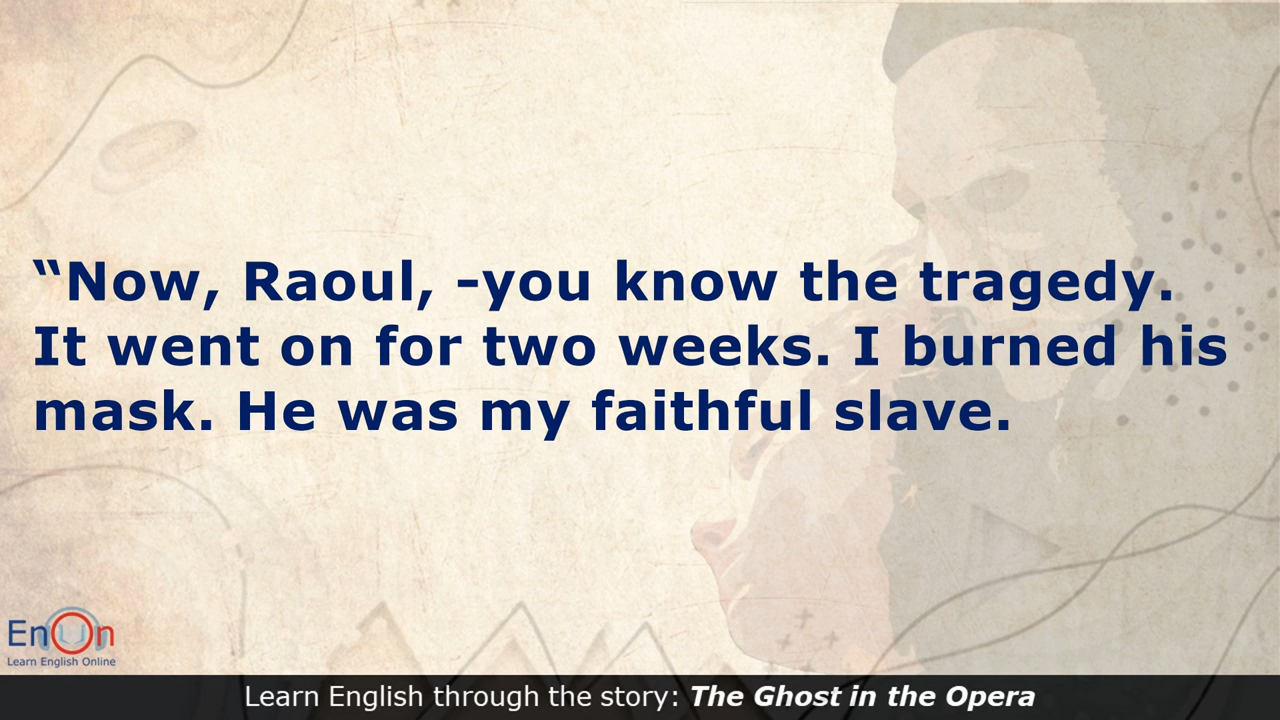 “Now, Raoul, -you know the tragedy.
It went on for two weeks. I burned his
mask. He was my faithful slave.
EnOn
Learn English Online
Learn English through the story: The Ghost in the Opera